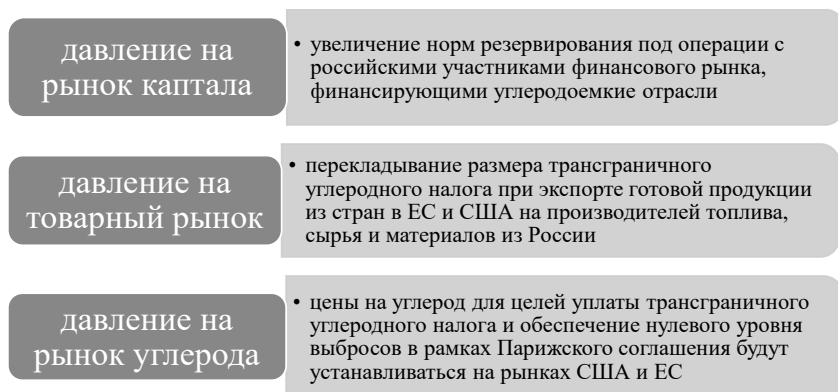 давление на
рынок каптала
• увеличение норм резервирования под операции с
российскими участниками финансового рынка,
финансирующими углеродоемкие отрасли
давление на
товарный рынок
• перекладывание размера трансграничного
углеродного налога при экспорте готовой продукции
из стран в ЕС и США на производителей топлива,
сырья и материалов из России
давление на
рынок углерода
• цены на углерод для целей уплаты трансграничного
углеродного налога и обеспечение нулевого уровня
выбросов в рамках Парижского соглашения будут
устанавливаться на рынках США и ЕС